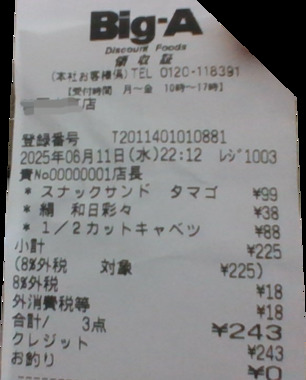 Big-A
Discount Foods
領収証
(本社お客様係)TEL 0120-118391
[受付時間 月～金 10時～17時]
店
登録番号 T2011401010881
2025年06月11日(水)22:12 レジ1003
責No00000001店長
* スナックサンド タマゴ ¥99
* 絹 和日彩々 ¥38
* 1/2カットキャベツ ¥88
小計 ¥225
(8%外税 対象 ¥225)
8%外税 ¥18
外消費税等 ¥18
合計/ 3点 ¥243
クレジット ¥243
お釣り ¥0